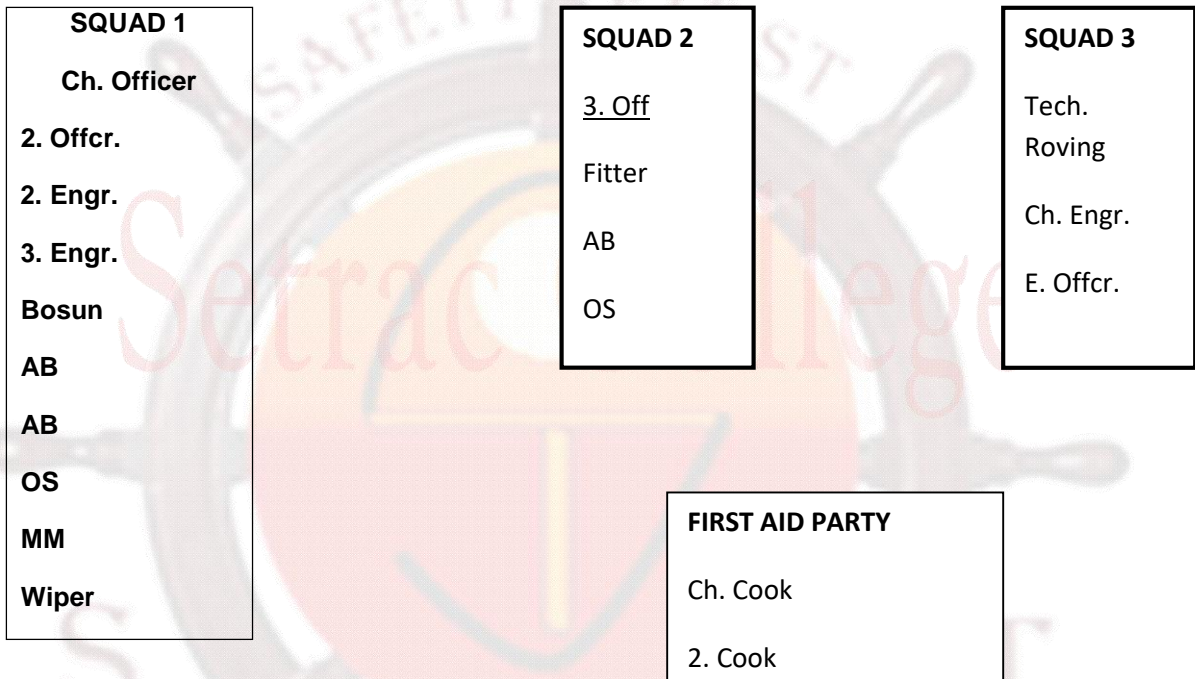 SQUAD 1
Ch. Officer
2. Offcr.
2. Engr.
3. Engr.
Bosun
AB
AB
OS
MM
Wiper
SQUAD 2
3. Off
Fitter
AB
OS
SQUAD 3
Tech.
Roving
Ch. Engr.
E. Offcr.
FIRST AID PARTY
Ch. Cook
2. Cook
SAFETY FIRST
Setrac College